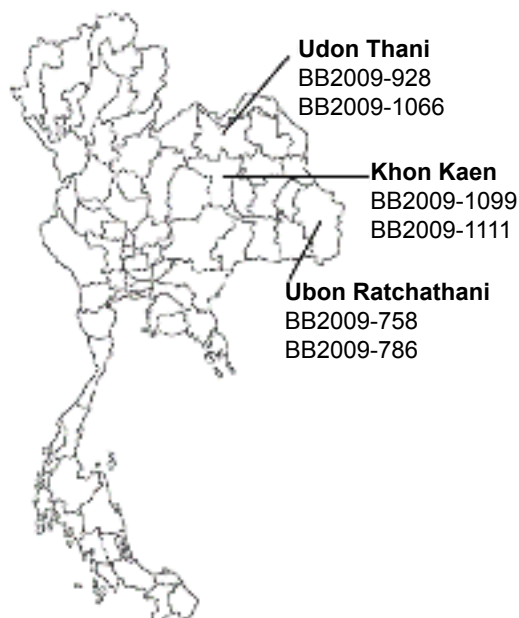 Udon Thani
BB2009-928
BB2009-1066
Khon Kaen
BB2009-1099
BB2009-1111
Ubon Ratchathani
BB2009-758
BB2009-786